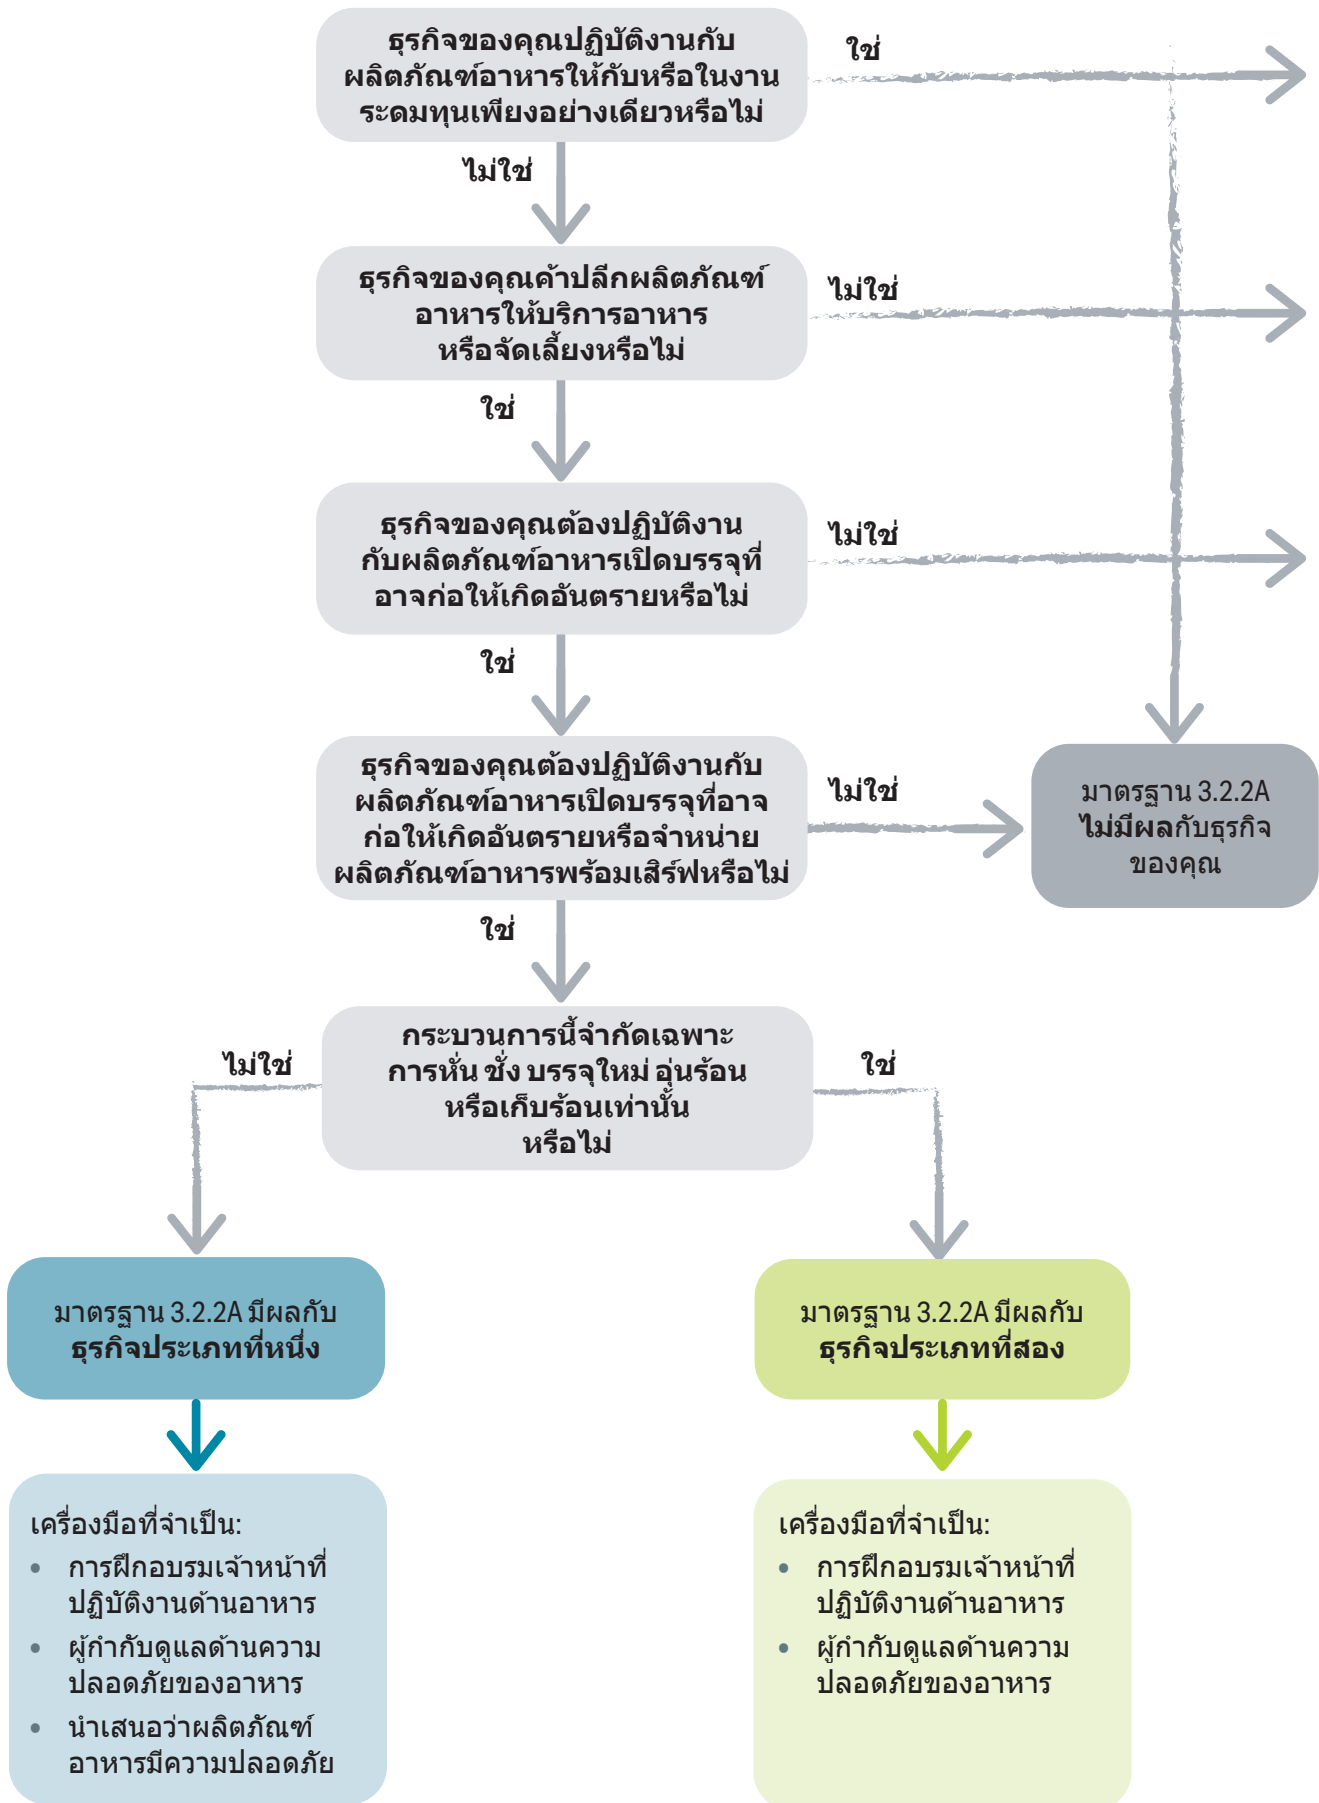 ธุรกิจของคุณปฏิบัติงานกับ
ผลิตภัณฑ์อาหารให้กับหรือในงาน
ระดมทุนเพียงอย่างเดียวหรือไม่
ใช่
ไม่ใช่
ธุรกิจของคุณค้าปลีกผลิตภัณฑ์
อาหารให้บริการอาหาร
หรือจัดเลี้ยงหรือไม่
ไม่ใช่
ใช่
ธุรกิจของคุณต้องปฏิบัติงาน
กับผลิตภัณฑ์อาหารเปิดบรรจุที่
อาจก่อให้เกิดอันตรายหรือไม่
ไม่ใช่
ใช่
ธุรกิจของคุณต้องปฏิบัติงานกับ
ผลิตภัณฑ์อาหารเปิดบรรจุที่อาจ
ก่อให้เกิดอันตรายหรือจำหน่าย
ผลิตภัณฑ์อาหารพร้อมเสิร์ฟหรือไม่
ไม่ใช่
มาตรฐาน 3.2.2A
ไม่มีผลกับธุรกิจ
ของคุณ
ใช่
กระบวนการนี้จำกัดเฉพาะ
การหั่น ชั่ง บรรจุใหม่ อุ่นร้อน
หรือเก็บร้อนเท่านั้น
หรือไม่
ไม่ใช่
ใช่
มาตรฐาน 3.2.2A มีผลกับ
ธุรกิจประเภทที่หนึ่ง
มาตรฐาน 3.2.2A มีผลกับ
ธุรกิจประเภทที่สอง
เครื่องมือที่จำเป็น:
• การฝึกอบรมเจ้าหน้าที่
ปฏิบัติงานด้านอาหาร
• ผู้กำกับดูแลด้านความ
ปลอดภัยของอาหาร
• นำเสนอว่าผลิตภัณฑ์
อาหารมีความปลอดภัย
เครื่องมือที่จำเป็น:
• การฝึกอบรมเจ้าหน้าที่
ปฏิบัติงานด้านอาหาร
• ผู้กำกับดูแลด้านความ
ปลอดภัยของอาหาร